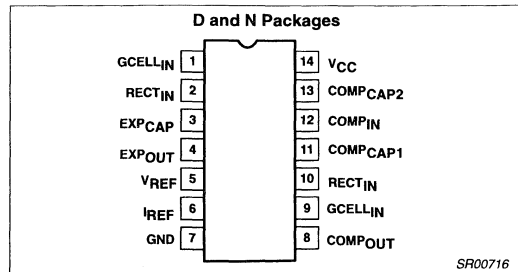 D and N Packages
GCELLIN 1
RECTIN 2
EXPCAP 3
EXPOUT 4
VREF 5
IREF 6
GND 7
14 VCC
13 COMPCAP2
12 COMPIN
11 COMPCAP1
10 RECTIN
9 GCELLIN
8 COMPOUT
SR00716